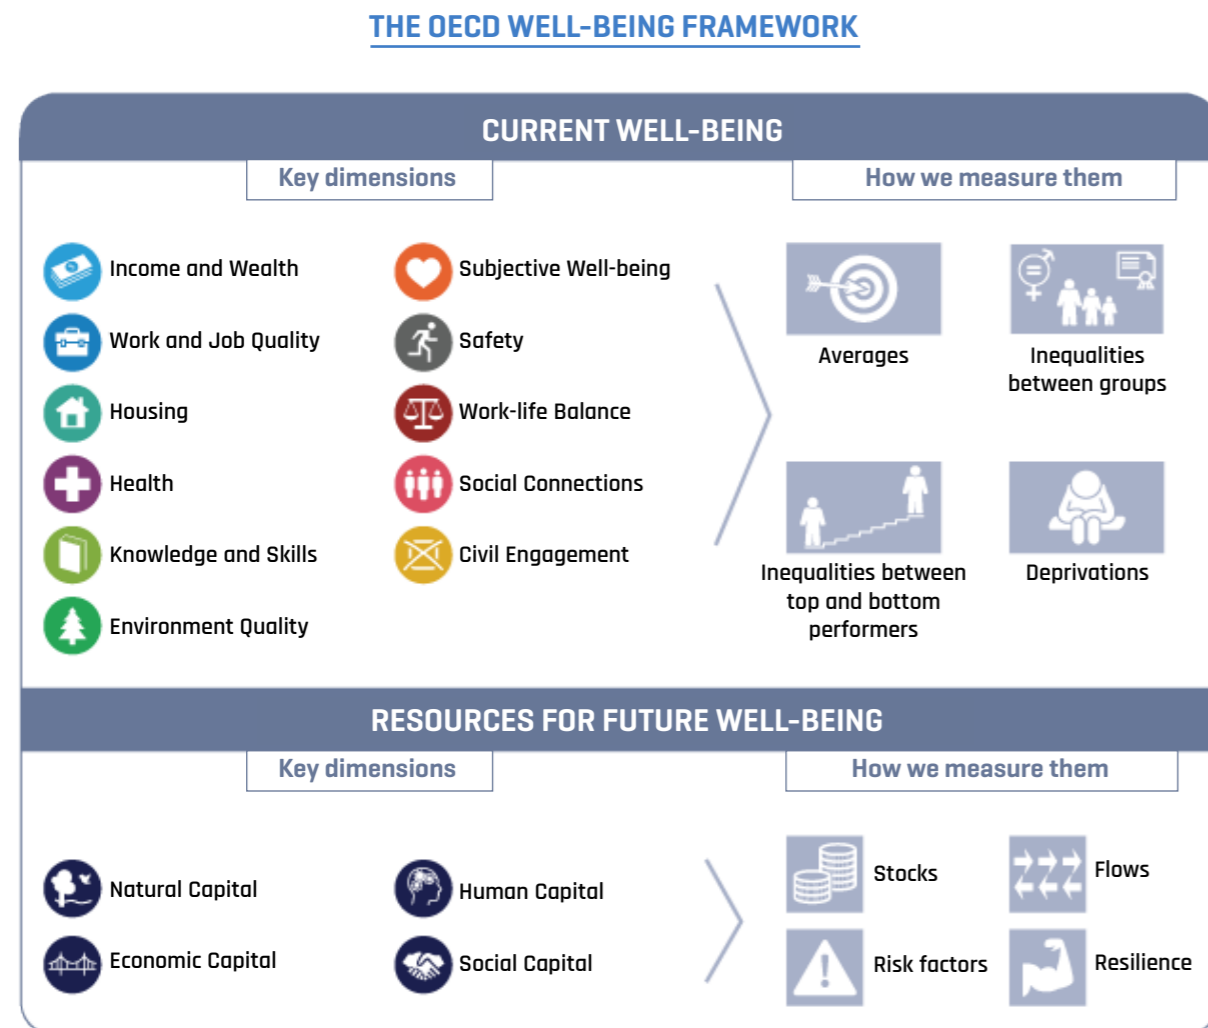 THE OECD WELL-BEING FRAMEWORK
CURRENT WELL-BEING
Key dimensions
How we measure them
Income and Wealth
Work and Job Quality
Housing
Health
Knowledge and Skills
Environment Quality
Subjective Well-being
Safety
Work-life Balance
Social Connections
Civil Engagement
Averages
Inequalities
between groups
Inequalities between
top and bottom
performers
Deprivations
RESOURCES FOR FUTURE WELL-BEING
Key dimensions
How we measure them
Natural Capital
Economic Capital
Human Capital
Social Capital
Stocks
Flows
Risk factors
Resilience